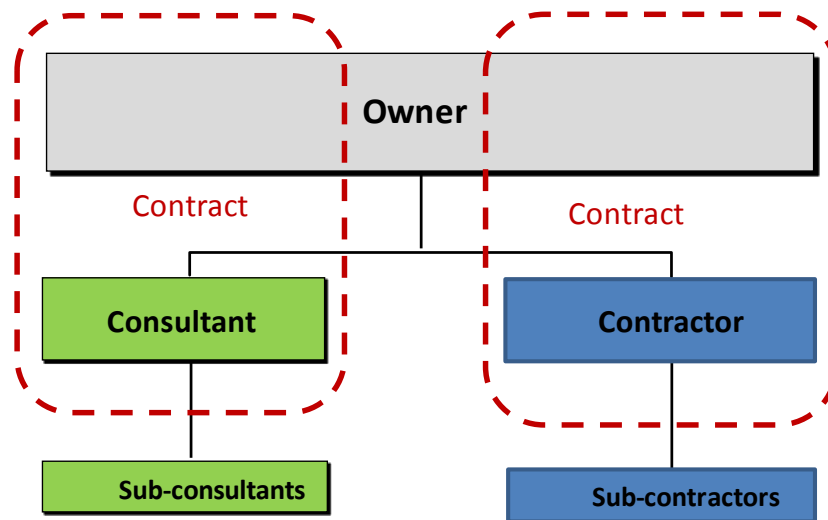 Owner
Contract
Contract
Consultant
Contractor
Sub-consultants
Sub-contractors